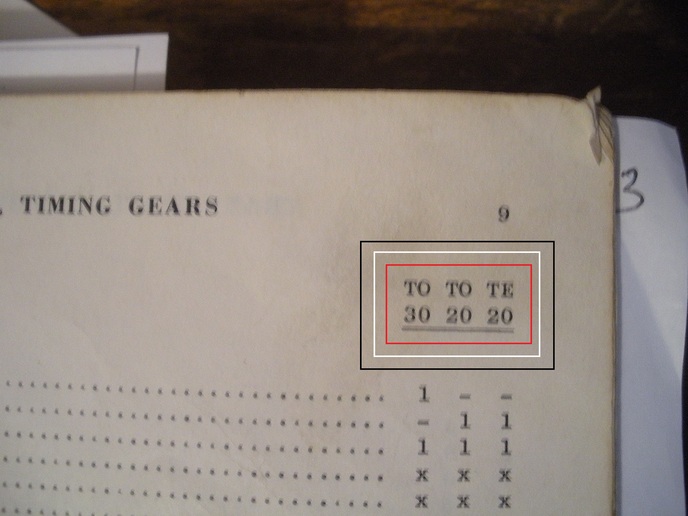 . TIMING GEARS 9
TO TO TE
30 20 20
........................................ 1 – –
........................................ – 1 1
........................................ 1 1 1
........................................ x x x
........................................ x x x
3